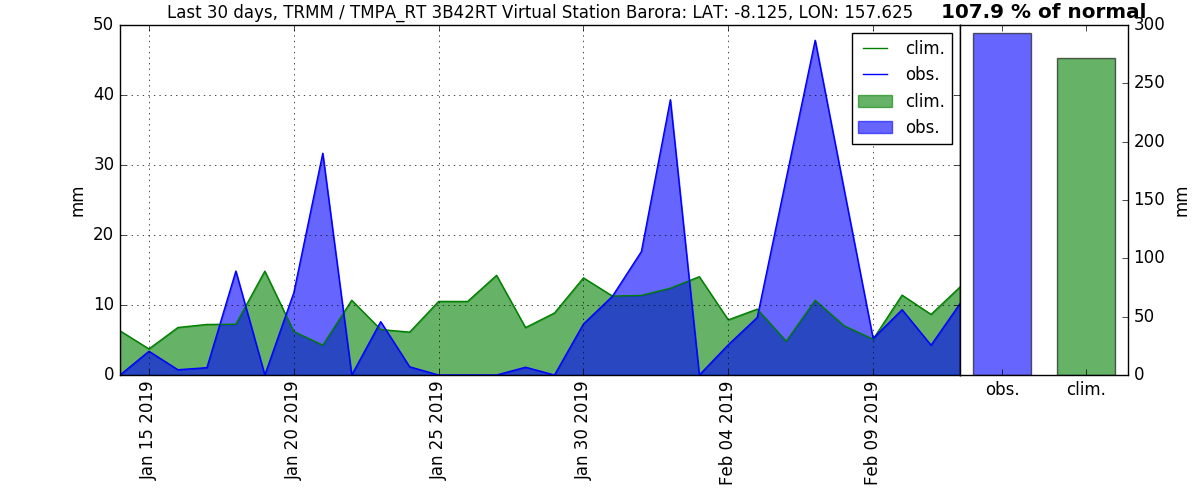 Last 30 days, TRMM / TMPA_RT 3B42RT Virtual Station Barora: LAT: -8.125, LON: 157.625
107.9 % of normal
50
40
30
20
10
0
mm
clim.
obs.
clim.
obs.
300
250
200
150
100
50
0
mm
Jan 15 2019
Jan 20 2019
Jan 25 2019
Jan 30 2019
Feb 04 2019
Feb 09 2019
obs.
clim.